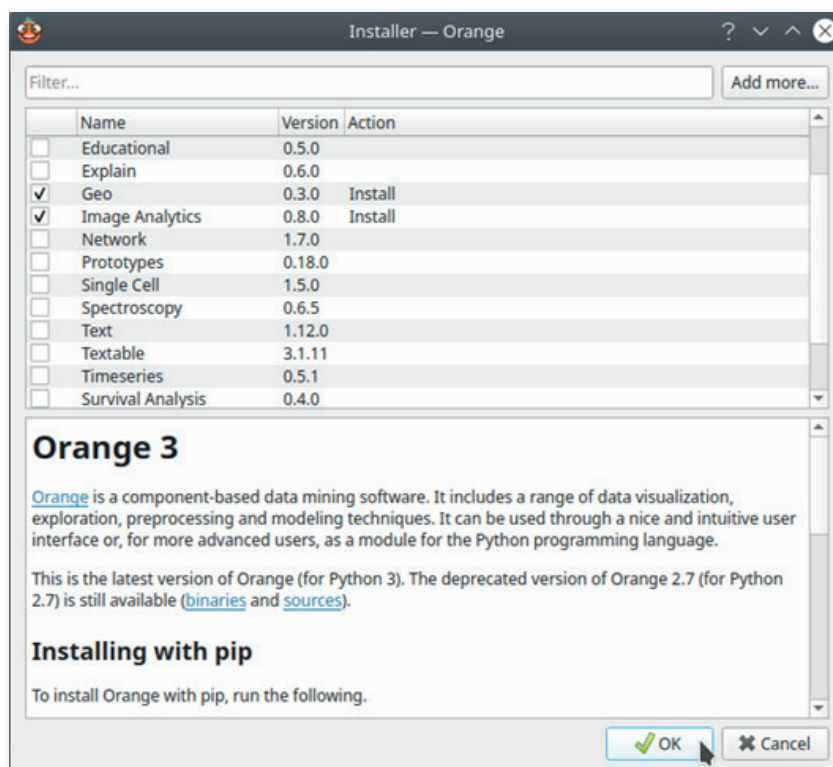 Installer — Orange
Filter...
Add more...
Name Version Action
Educational 0.5.0
Explain 0.6.0
Geo 0.3.0 Install
Image Analytics 0.8.0 Install
Network 1.7.0
Prototypes 0.18.0
Single Cell 1.5.0
Spectroscopy 0.6.5
Text 1.12.0
Textable 3.1.11
Timeseries 0.5.1
Survival Analysis 0.4.0
Orange 3
Orange is a component-based data mining software. It includes a range of data visualization,
exploration, preprocessing and modeling techniques. It can be used through a nice and intuitive user
interface or, for more advanced users, as a module for the Python programming language.
This is the latest version of Orange (for Python 3). The deprecated version of Orange 2.7 (for Python
2.7) is still available (binaries and sources).
Installing with pip
To install Orange with pip, run the following.
OK
Cancel